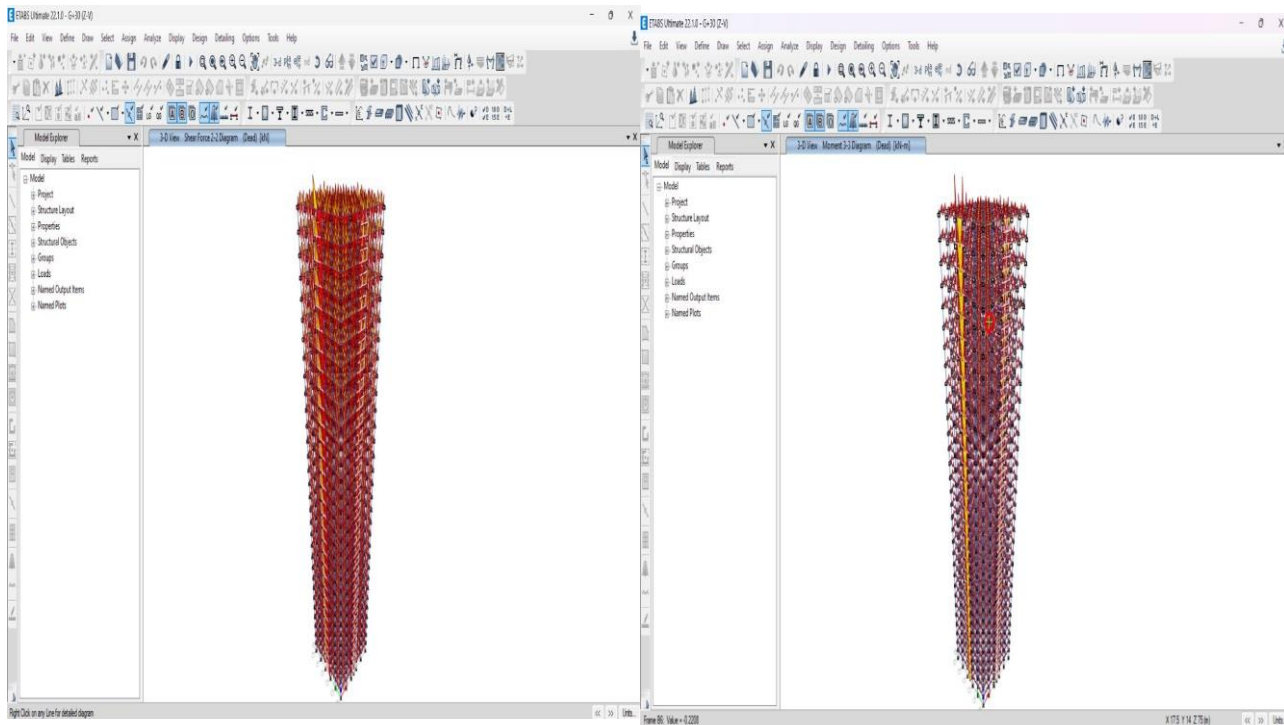 ETABS Ultimate 22.1.0 - G+30 (Z-V)
File Edit View Define Draw Select Assign Analyze Display Design Detailing Options Tools Help
Model Explorer
3-D View Shear Force 2-2 Diagram (Dead) [kN]
Model Display Tables Reports
Model
Project
Structure Layout
Properties
Structural Objects
Groups
Loads
Named Output Items
Named Plots
Right Click on any Line for detailed diagram
Units...
ETABS Ultimate 22.1.0 - G+30 (Z-V)
File Edit View Define Draw Select Assign Analyze Display Design Detailing Options Tools Help
Model Explorer
3-D View Moment 3-3 Diagram (Dead) [kN-m]
Model Display Tables Reports
Model
Project
Structure Layout
Properties
Structural Objects
Groups
Loads
Named Output Items
Named Plots
Frame B6: Value = -0.2200
X 17.5 Y 14 Z 75 (m)
Units